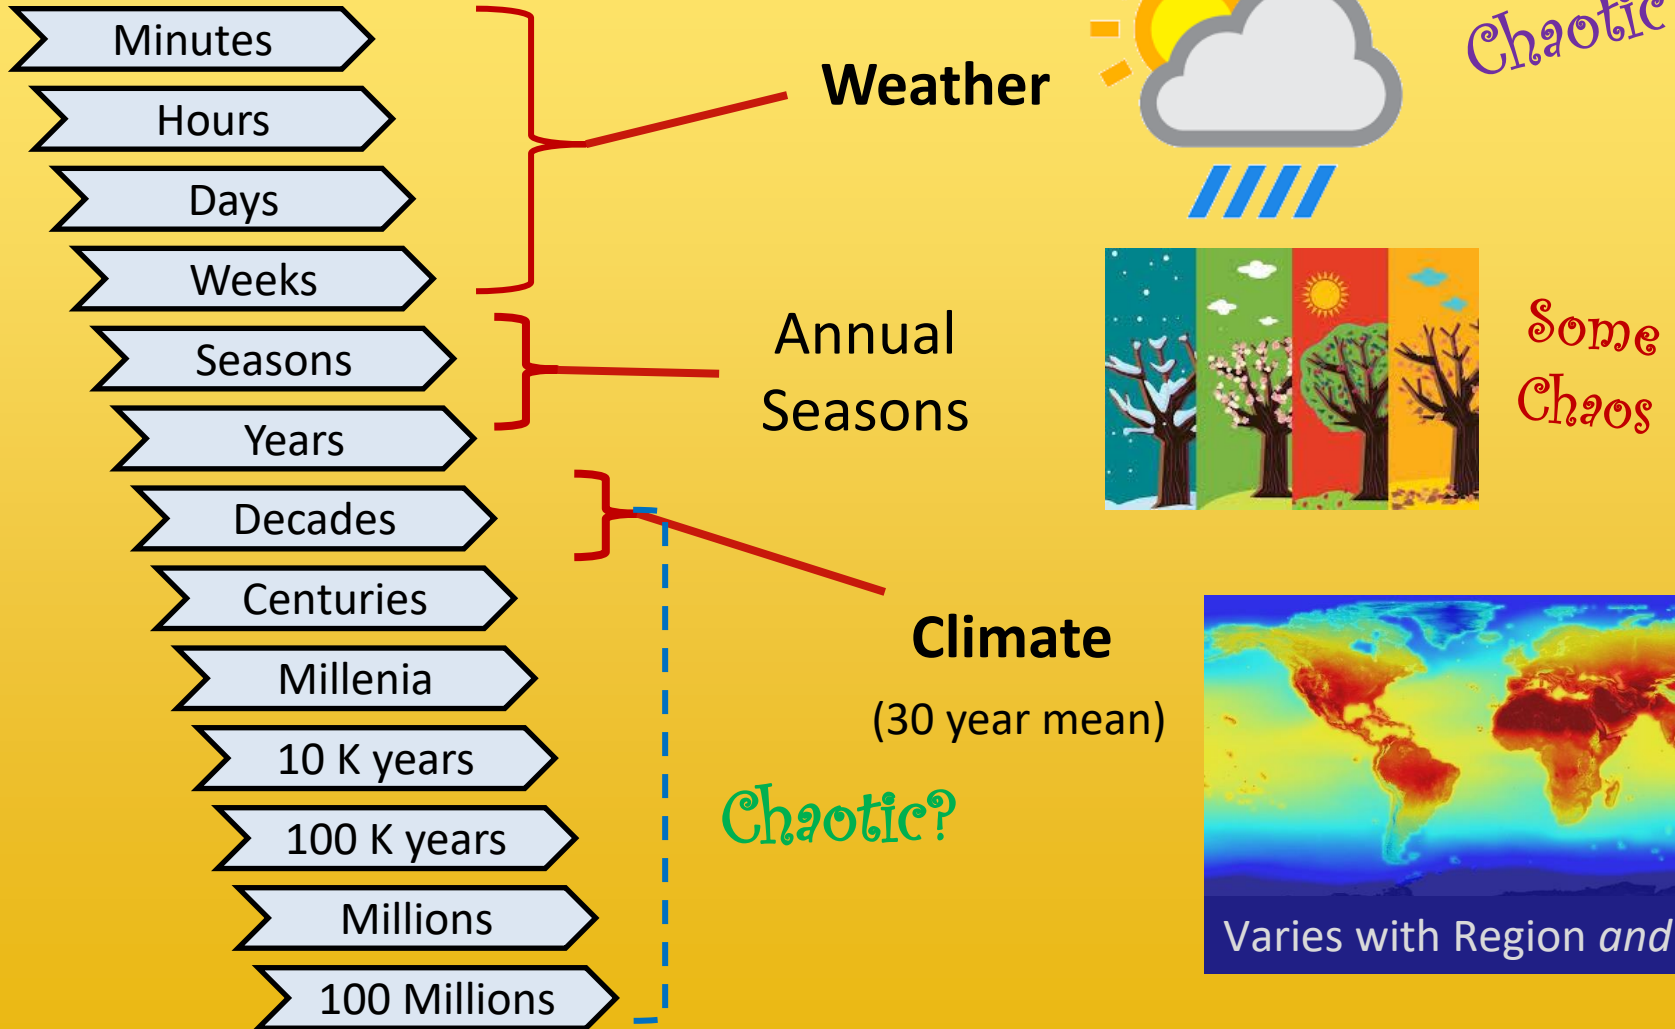 Minutes
Hours
Days
Weeks
Seasons
Years
Decades
Centuries
Millenia
10 K years
100 K years
Millions
100 Millions
Weather
Chaotic
Annual
Seasons
Some
Chaos
Climate
(30 year mean)
Chaotic?
Varies with Region and